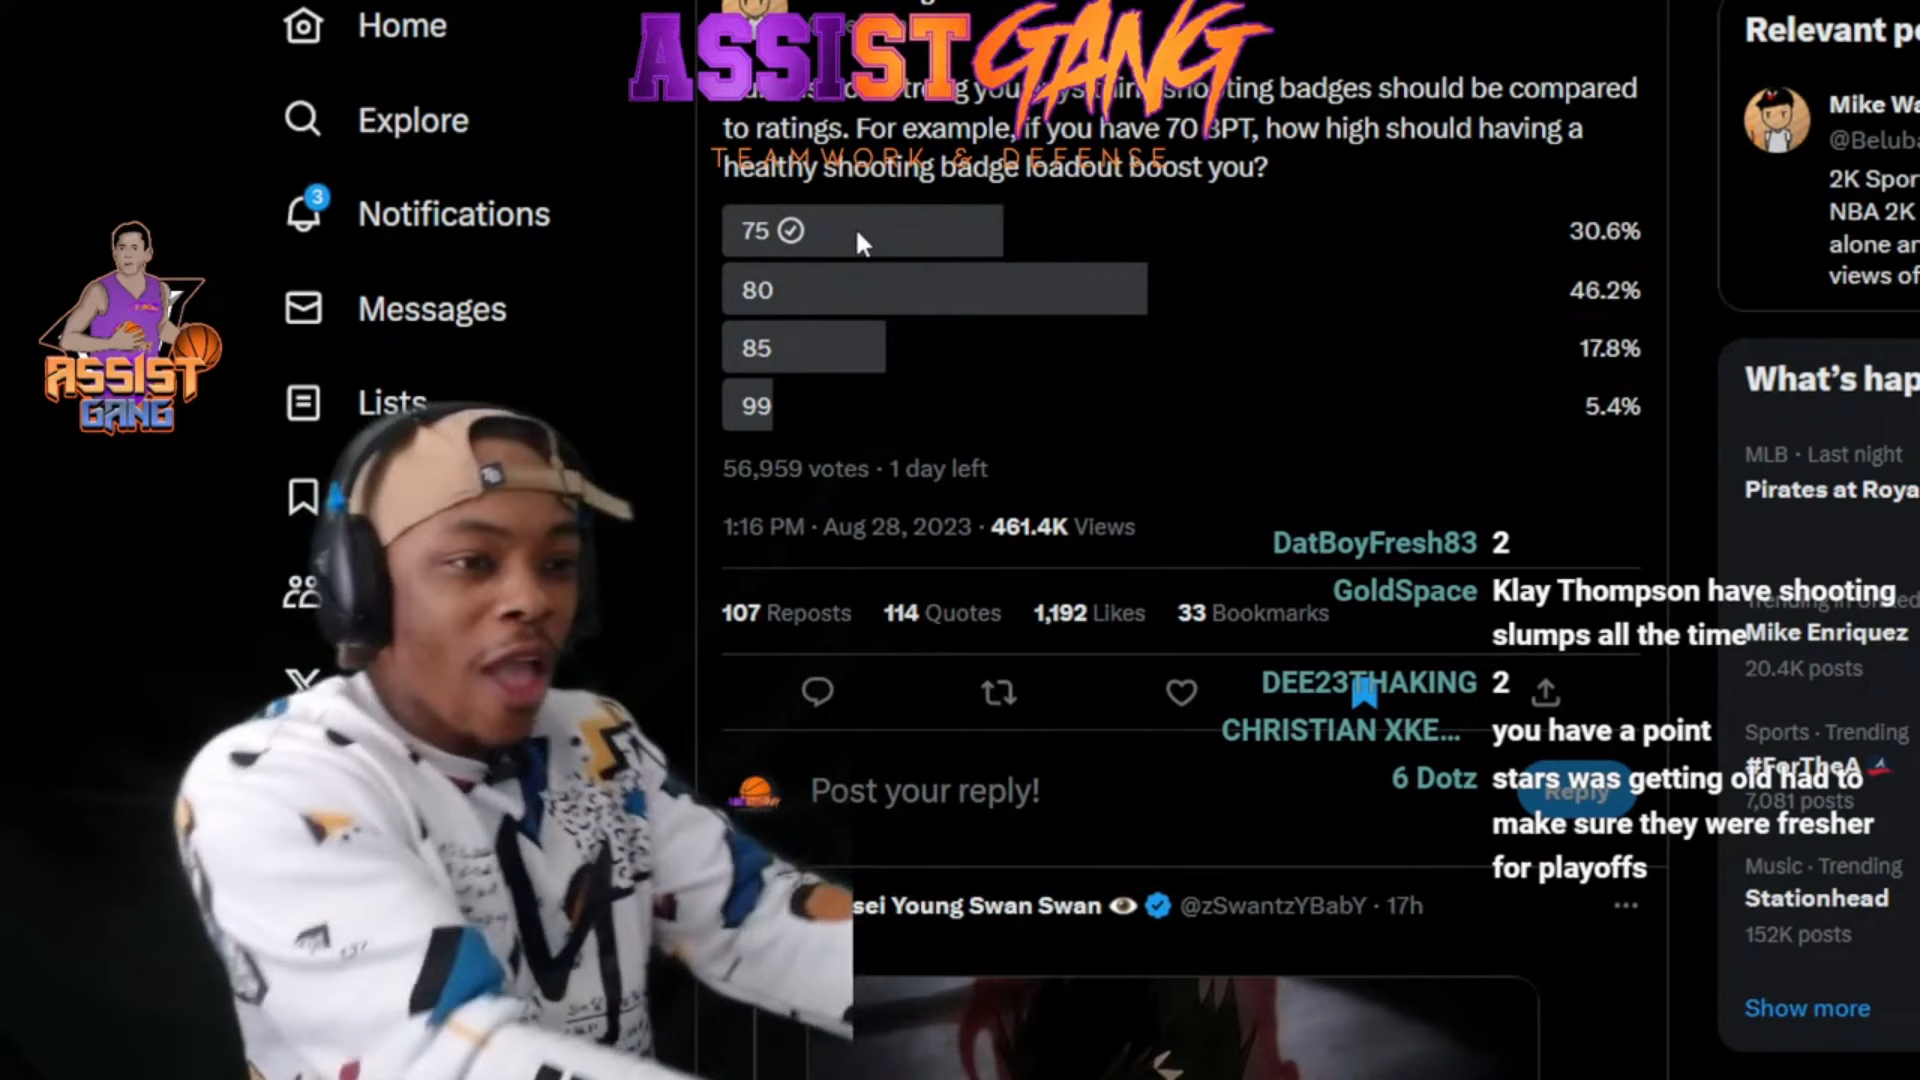 Home
Explore
3
Notifications
Messages
Lists
ASSIST
GANG
ASSIST GANG
TEAMWORK & DEFENSE
shooting badges should be compared
to ratings. For example, if you have 70 3PT, how high should having a
healthy shooting badge loadout boost you?
75 30.6%
80 46.2%
85 17.8%
99 5.4%
56,959 votes · 1 day left
1:16 PM · Aug 28, 2023 · 461.4K Views
107 Reposts 114 Quotes 1,192 Likes 33 Bookmarks
Post your reply!
Reply
sei Young Swan Swan @zSwantzYBabY · 17h
DatBoyFresh83 2
GoldSpace Klay Thompson have shooting
slumps all the time
DEE23THAKING 2
CHRISTIAN XKE... you have a point
6 Dotz stars was getting old had to
make sure they were fresher
for playoffs
Relevant pe
Mike Wa
@Beluba
2K Spor
NBA 2K
alone an
views of
What's hap
MLB · Last night
Pirates at Roya
Trending in United
Mike Enriquez
20.4K posts
Sports · Trending
#ForTheA
7,081 posts
Music · Trending
Stationhead
152K posts
Show more